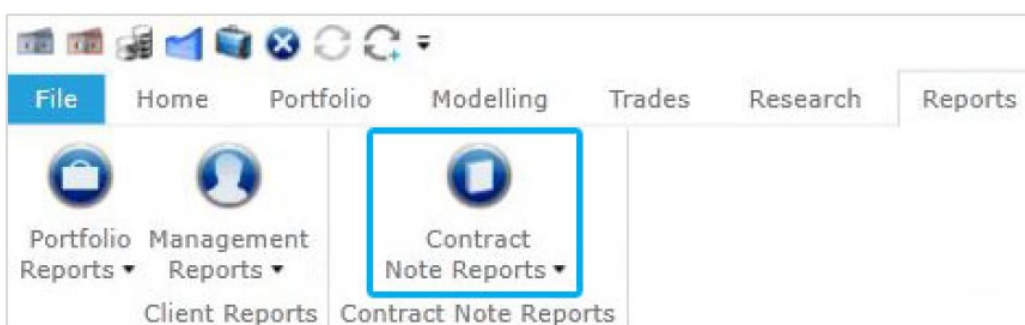 File Home Portfolio Modelling Trades Research Reports
Portfolio Management Contract
Reports Reports Note Reports
Client Reports Contract Note Reports